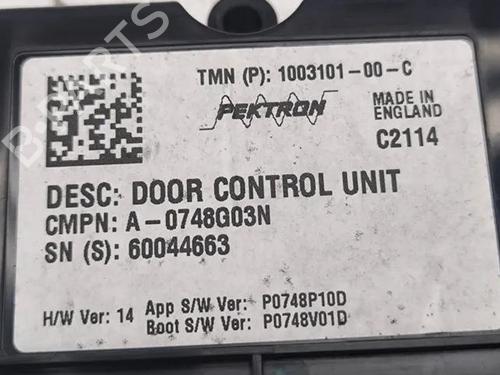 TMN (P): 1003101-00-C
PEKTRON
MADE IN
ENGLAND
C2114
DESC: DOOR CONTROL UNIT
CMPN: A-0748G03N
SN (S): 60044663
H/W Ver: 14 App S/W Ver: P0748P10D
Boot S/W Ver: P0748V01D
B-PARTS